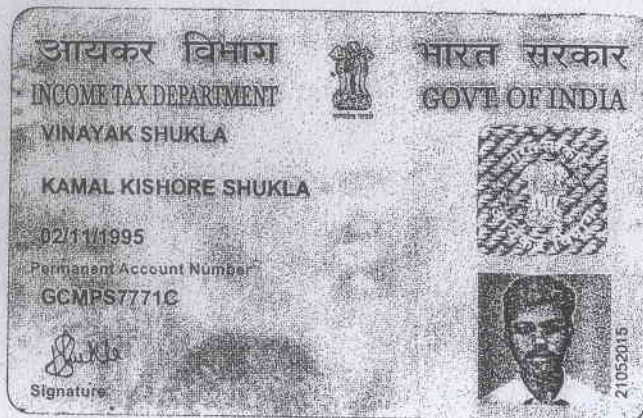 आयकर विभाग
INCOME TAX DEPARTMENT
भारत सरकार
GOVT. OF INDIA
VINAYAK SHUKLA
KAMAL KISHORE SHUKLA
02/11/1995
Permanent Account Number
GCMPS7771C
Shukla
Signature
21052015